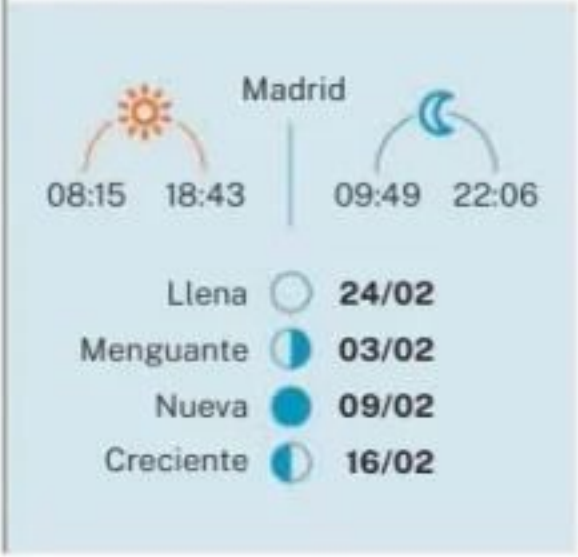 Madrid
08:15 18:43 09:49 22:06
Llena 24/02
Menguante 03/02
Nueva 09/02
Creciente 16/02